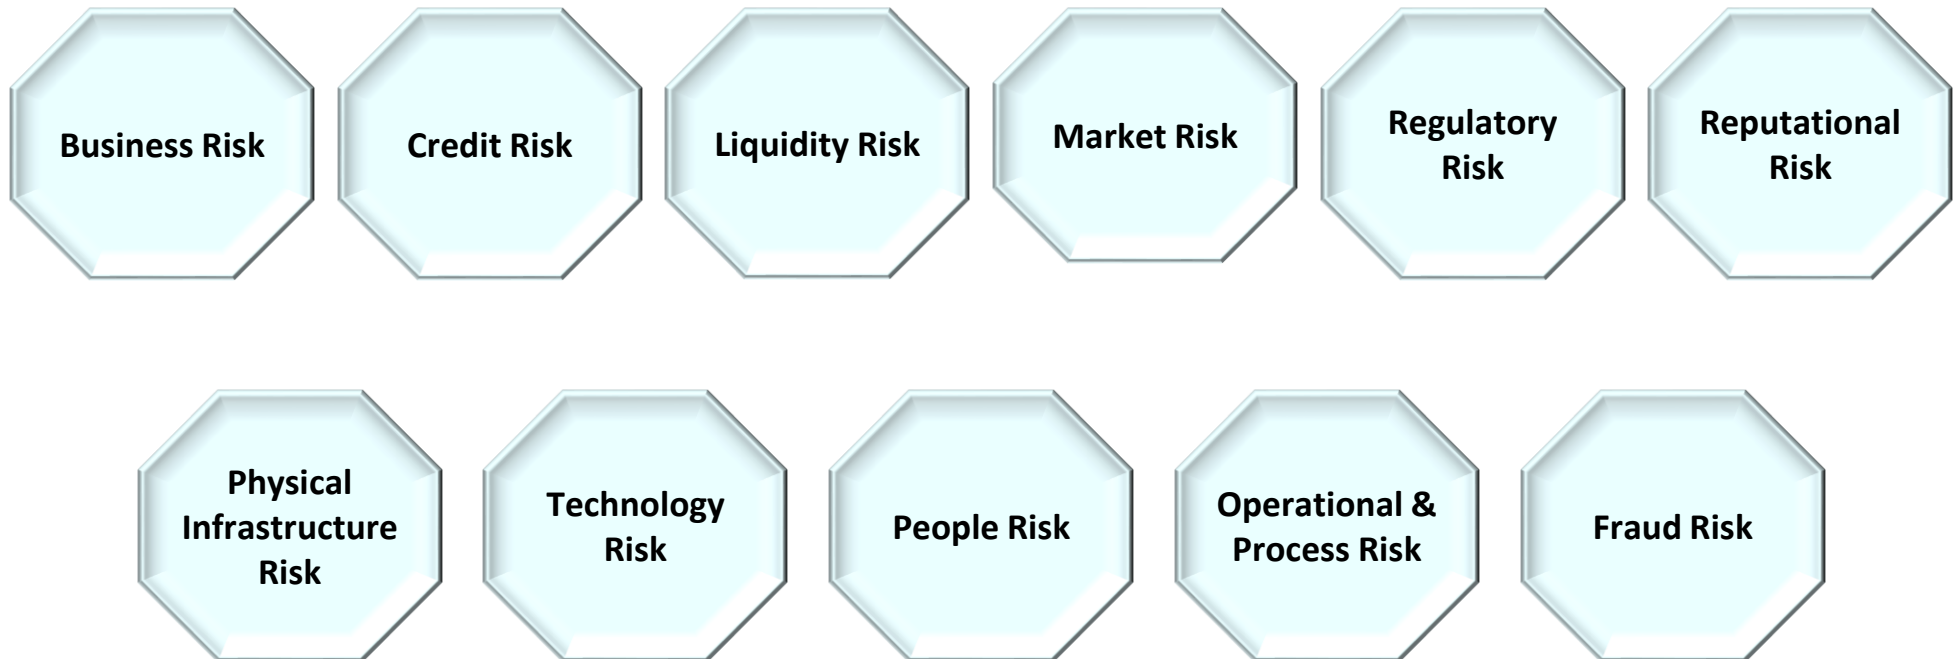 Business Risk
Credit Risk
Liquidity Risk
Market Risk
Regulatory
Risk
Reputational
Risk
Physical
Infrastructure
Risk
Technology
Risk
People Risk
Operational &
Process Risk
Fraud Risk